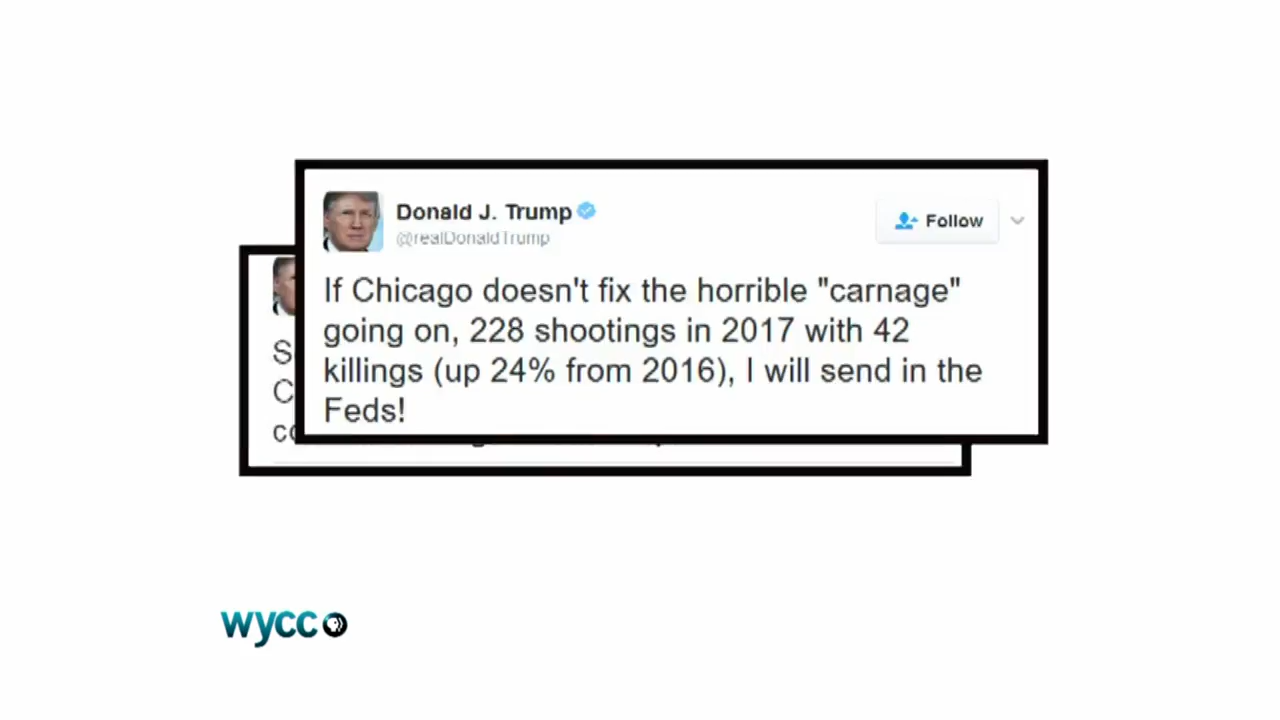 Donald J. Trump
@realDonaldTrump
Follow
If Chicago doesn't fix the horrible "carnage"
going on, 228 shootings in 2017 with 42
killings (up 24% from 2016), I will send in the
Feds!
wycc